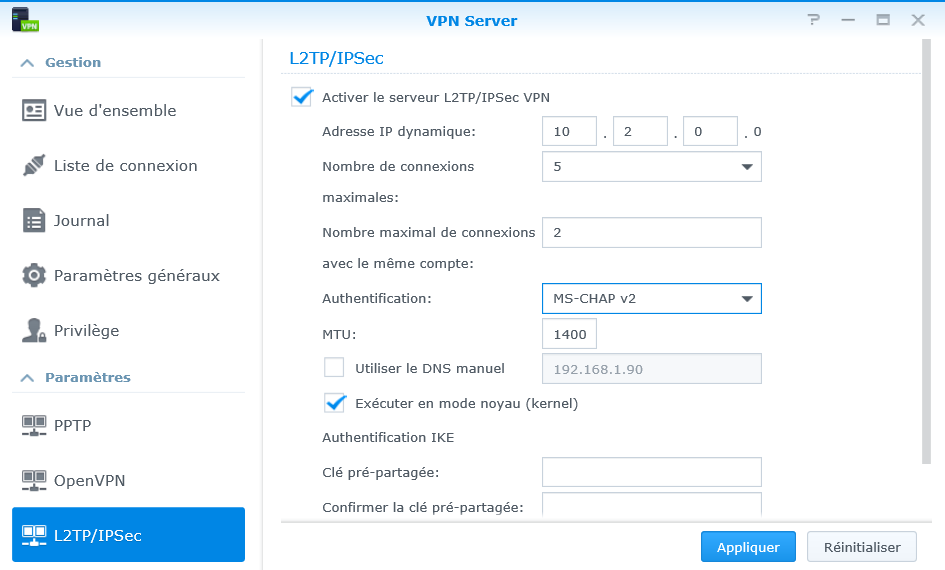 VPN
VPN Server
Gestion
Vue d'ensemble
Liste de connexion
Journal
Paramètres généraux
Privilège
Paramètres
PPTP
OpenVPN
L2TP/IPSec
L2TP/IPSec
Activer le serveur L2TP/IPSec VPN
Adresse IP dynamique: 10 . 2 . 0 . 0
Nombre de connexions 5
maximales:
Nombre maximal de connexions 2
avec le même compte:
Authentification: MS-CHAP v2
MTU: 1400
Utiliser le DNS manuel 192.168.1.90
Exécuter en mode noyau (kernel)
Authentification IKE
Clé pré-partagée:
Confirmer la clé pré-partagée:
Appliquer Réinitialiser